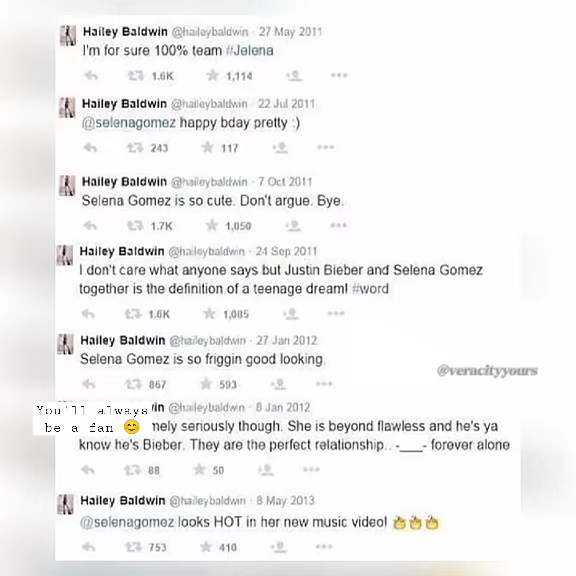 Hailey Baldwin @haileybaldwin · 27 May 2011
I'm for sure 100% team #Jelena
1.6K 1,114
Hailey Baldwin @haileybaldwin · 22 Jul 2011
@selenagomez happy bday pretty :)
243 117
Hailey Baldwin @haileybaldwin · 7 Oct 2011
Selena Gomez is so cute. Don't argue. Bye.
1.7K 1,050
Hailey Baldwin @haileybaldwin · 24 Sep 2011
I don't care what anyone says but Justin Bieber and Selena Gomez
together is the definition of a teenage dream! #word
1.6K 1,085
Hailey Baldwin @haileybaldwin · 27 Jan 2012
Selena Gomez is so friggin good looking.
867 593
@veracityyours
You'll always
be a fan 😊
@haileybaldwin · 8 Jan 2012
mely seriously though. She is beyond flawless and he's ya
know he's Bieber. They are the perfect relationship.. -___- forever alone
88 50
Hailey Baldwin @haileybaldwin · 8 May 2013
@selenagomez looks HOT in her new music video! 👏👏👏
753 410